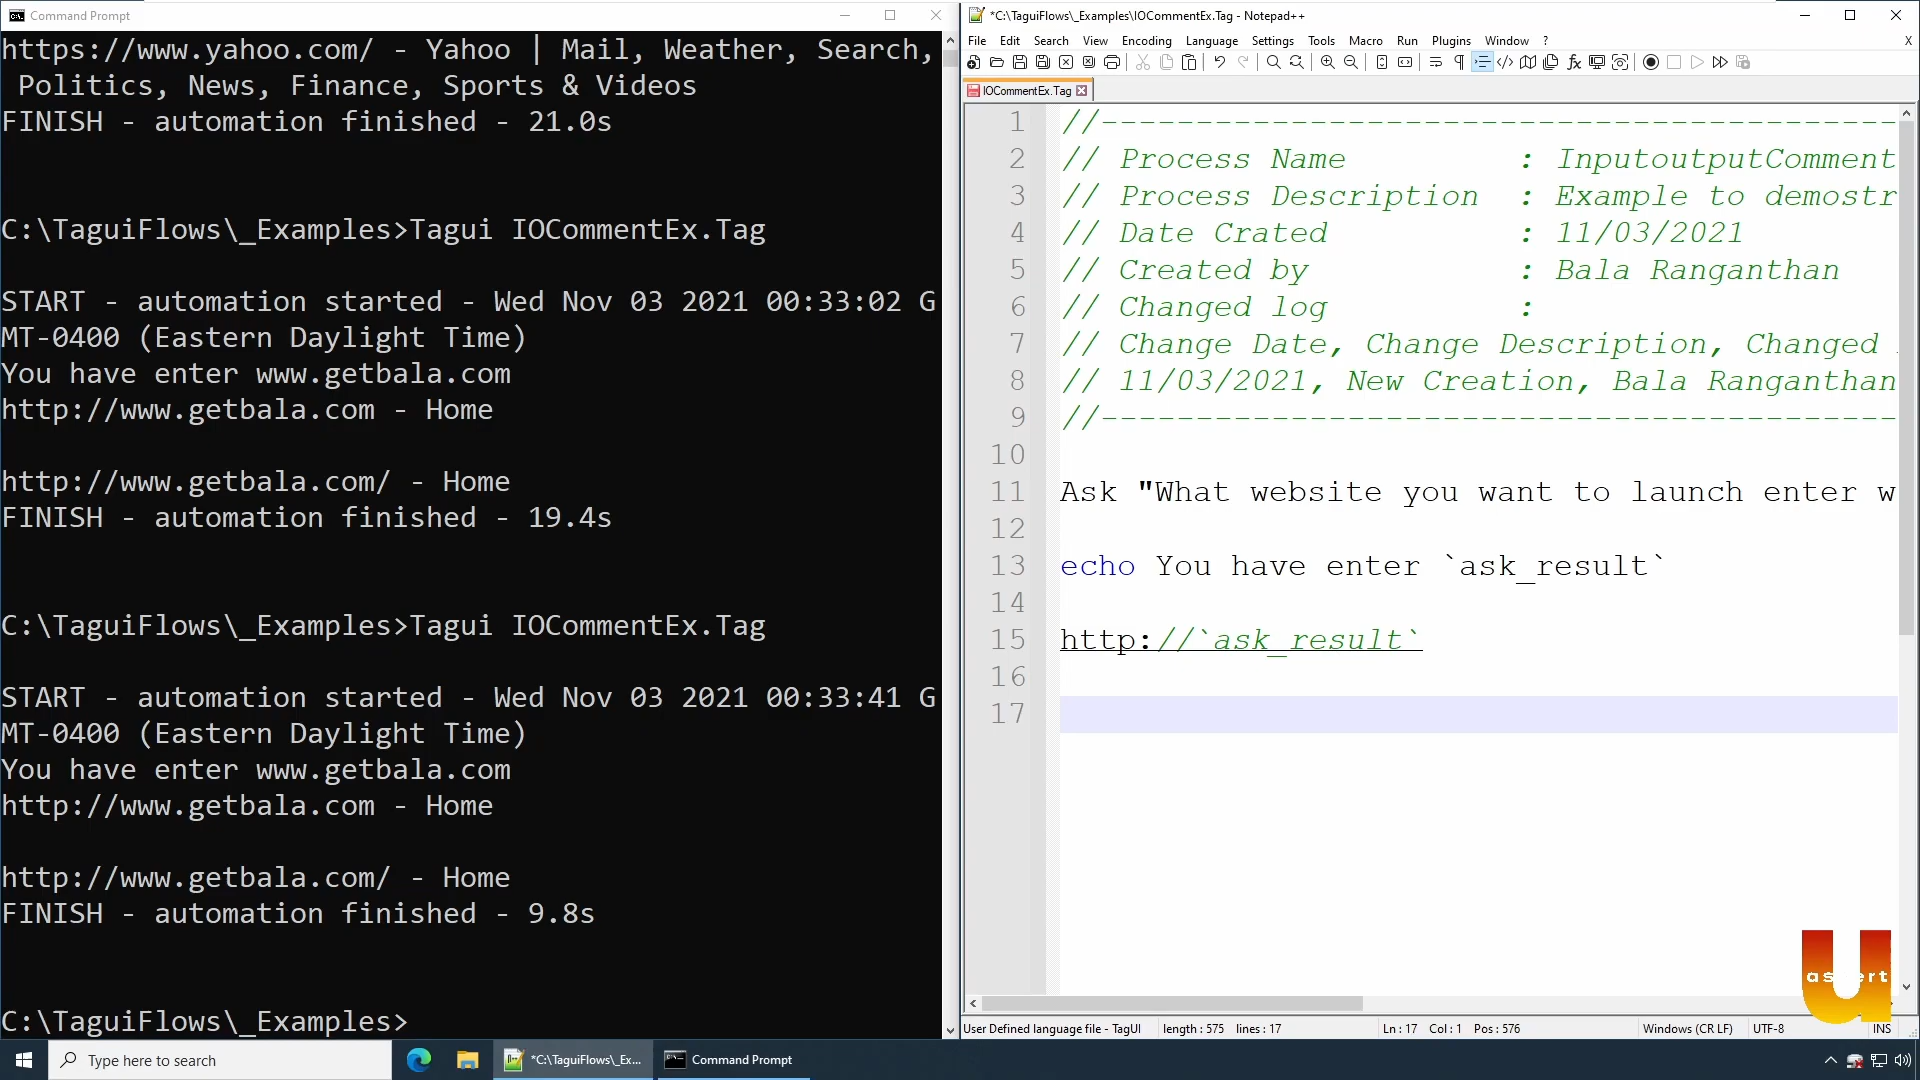 Command Prompt
https://www.yahoo.com/ - Yahoo | Mail, Weather, Search,
Politics, News, Finance, Sports & Videos
FINISH - automation finished - 21.0s
C:\TaguiFlows\_Examples>Tagui IOCommentEx.Tag
START - automation started - Wed Nov 03 2021 00:33:02 G
MT-0400 (Eastern Daylight Time)
You have enter www.getbala.com
http://www.getbala.com - Home
http://www.getbala.com/ - Home
FINISH - automation finished - 19.4s
C:\TaguiFlows\_Examples>Tagui IOCommentEx.Tag
START - automation started - Wed Nov 03 2021 00:33:41 G
MT-0400 (Eastern Daylight Time)
You have enter www.getbala.com
http://www.getbala.com - Home
http://www.getbala.com/ - Home
FINISH - automation finished - 9.8s
C:\TaguiFlows\_Examples>
*C:\TaguiFlows\_Examples\IOCommentEx.Tag - Notepad++
File Edit Search View Encoding Language Settings Tools Macro Run Plugins Window ? X
IOCommentEx.Tag
1 //------------------------------------------
2 // Process Name : InputoutputComment
3 // Process Description : Example to demostr
4 // Date Crated : 11/03/2021
5 // Created by : Bala Ranganthan
6 // Changed log :
7 // Change Date, Change Description, Changed
8 // 11/03/2021, New Creation, Bala Ranganthan
9 //------------------------------------------
10
11 Ask "What website you want to launch enter w
12
13 echo You have enter `ask_result`
14
15 http://`ask_result`
16
17
User Defined language file - TagUI length : 575 lines : 17 Ln : 17 Col : 1 Pos : 576 Windows (CR LF) UTF-8 INS
Type here to search
*C:\TaguiFlows\_Ex...
Command Prompt